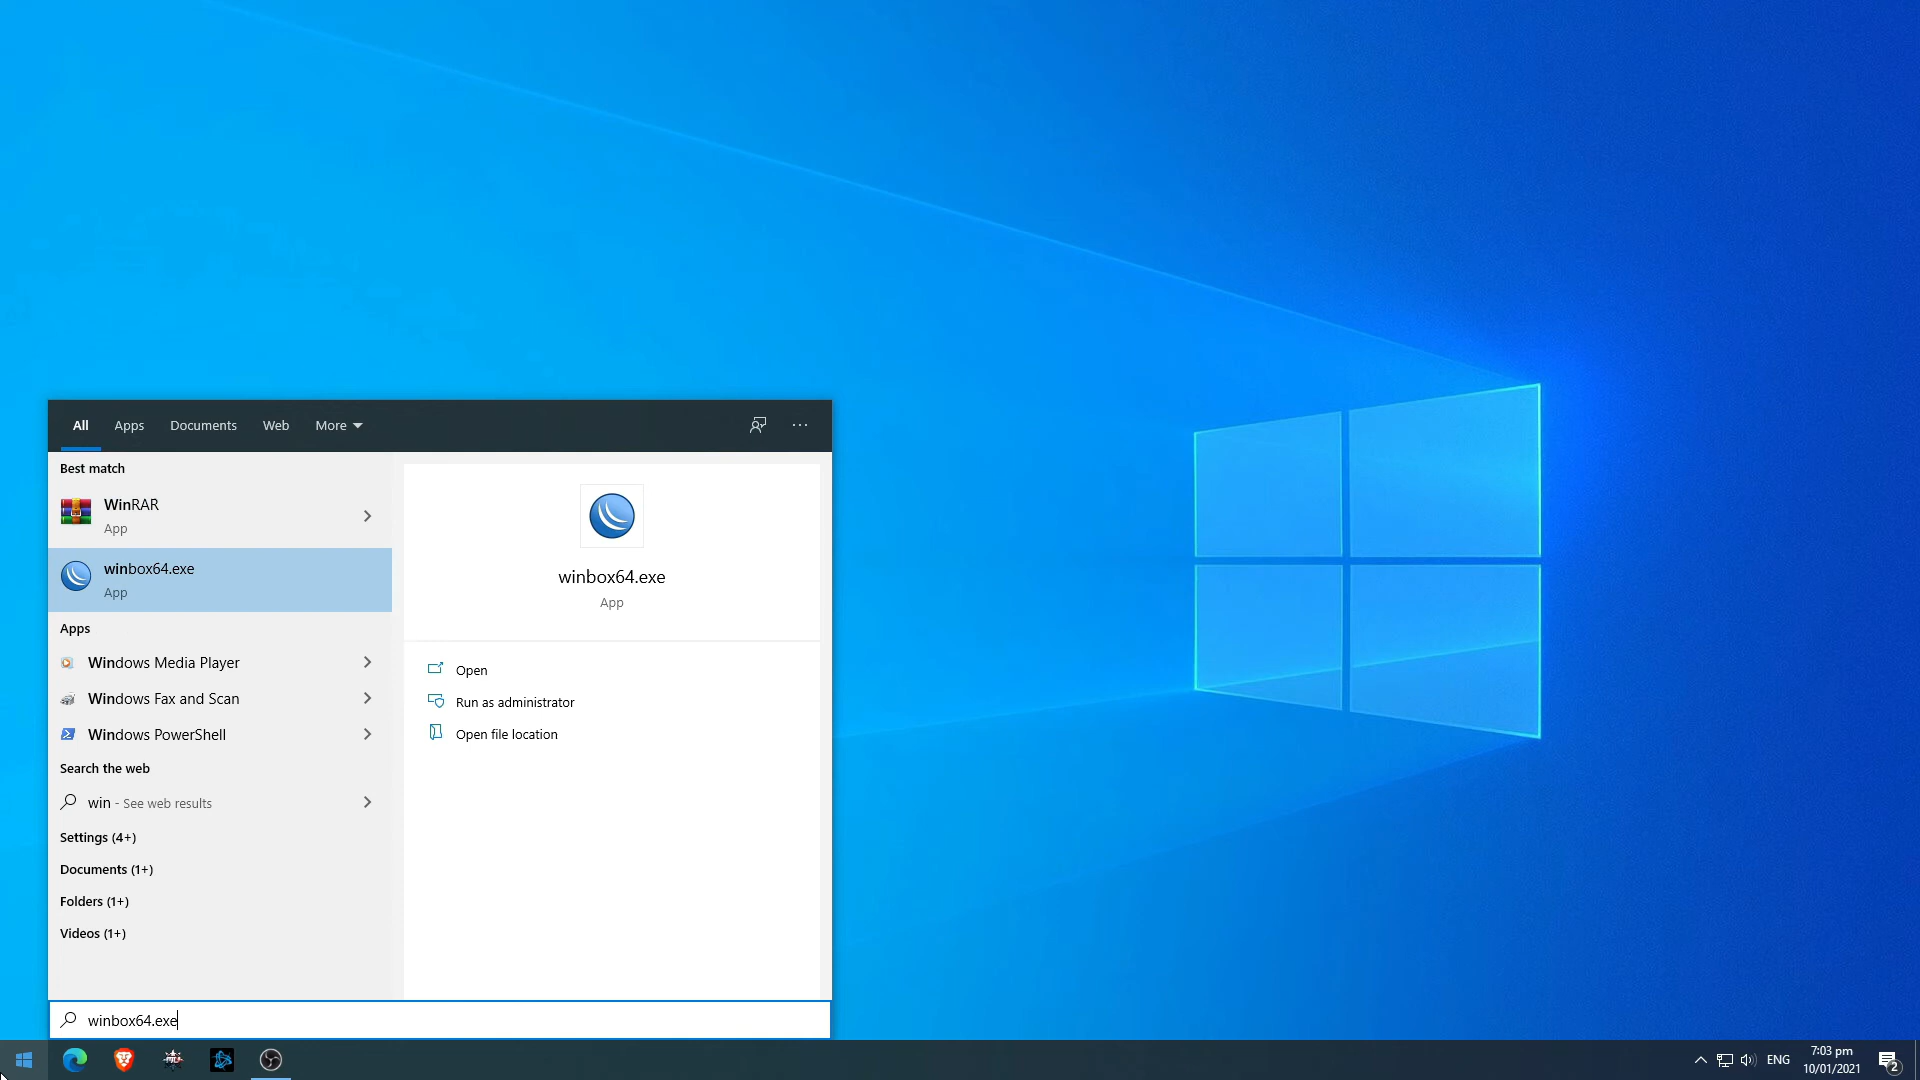 All Apps Documents Web More
Best match
WinRAR
App
winbox64.exe
App
Apps
Windows Media Player
Windows Fax and Scan
Windows PowerShell
Search the web
win - See web results
Settings (4+)
Documents (1+)
Folders (1+)
Videos (1+)
winbox64.exe
App
Open
Run as administrator
Open file location
winbox64.exe
ENG
7:03 pm
10/01/2021
2